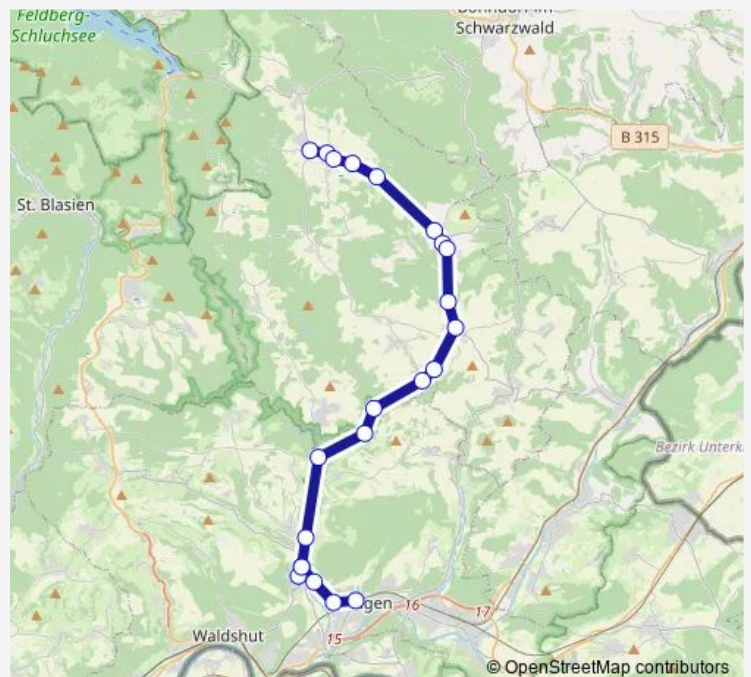 Feldberg-
Schluchsee
Schwarzwald
B 315
St. Blasien
Bezirk Unterk
gen
16
17
15
Waldshut
© OpenStreetMap contributors